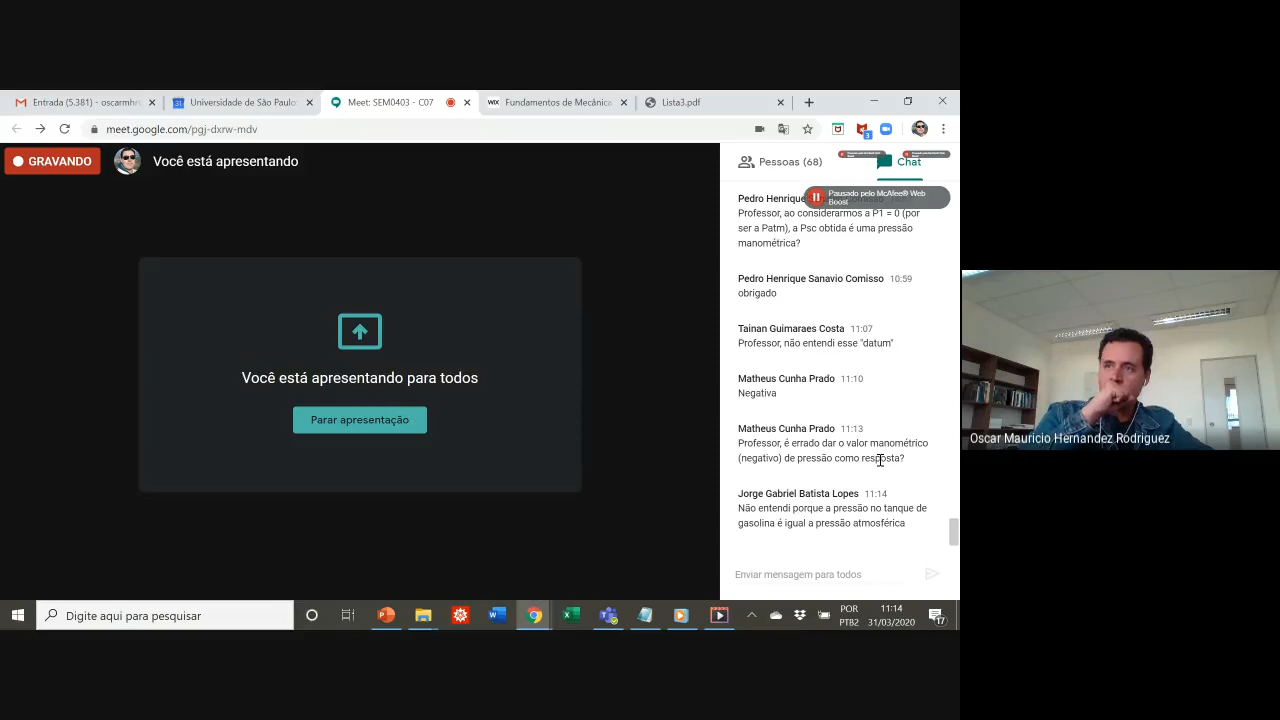 Entrada (5.381) - oscarmhr
Universidade de São Paulo
Meet: SEM0403 - C07
WIX
Fundamentos de Mecânica
Lista3.pdf
meet.google.com/pgj-dxrw-mdv
3
GRAVANDO
Você está apresentando
Pessoas (68)
Chat
Pausado pelo McAfee® Web
Boost
Pedro Henrique
Professor, ao considerarmos a P1 = 0 (por
ser a Patm), a Psc obtida é uma pressão
manométrica?
Pedro Henrique Sanavio Comisso 10:59
obrigado
Tainan Guimaraes Costa 11:07
Professor, não entendi esse "datum"
Matheus Cunha Prado 11:10
Negativa
Matheus Cunha Prado 11:13
Professor, é errado dar o valor manométrico
(negativo) de pressão como resposta?
Jorge Gabriel Batista Lopes 11:14
Não entendi porque a pressão no tanque de
gasolina é igual a pressão atmosférica
Enviar mensagem para todos
Você está apresentando para todos
Parar apresentação
Oscar Mauricio Hernandez Rodriguez
Digite aqui para pesquisar
POR
PTB2
11:14
31/03/2020
17